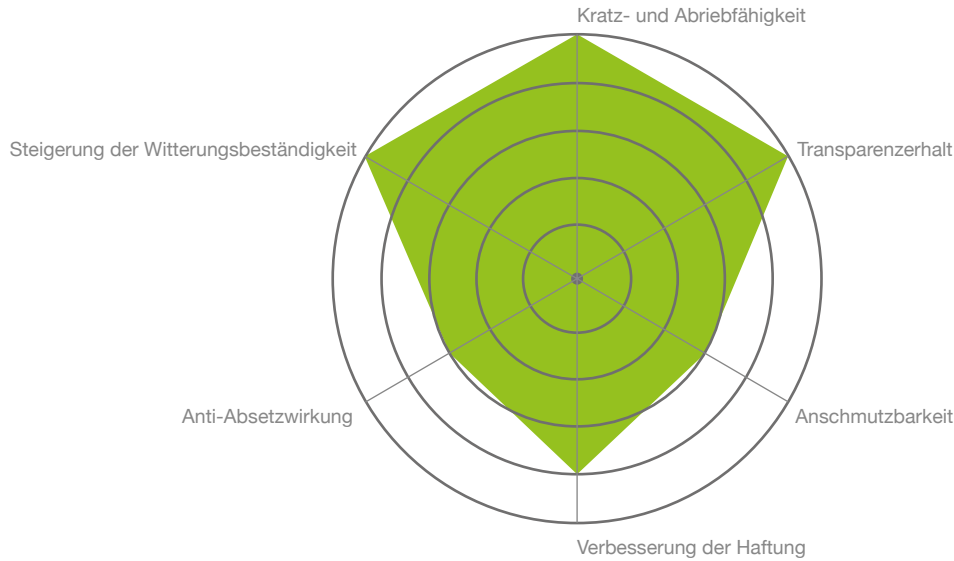 Kratz- und Abriebfähigkeit
Steigerung der Witterungsbeständigkeit
Transparenzerhalt
Anti-Absetzwirkung
Anschmutzbarkeit
Verbesserung der Haftung